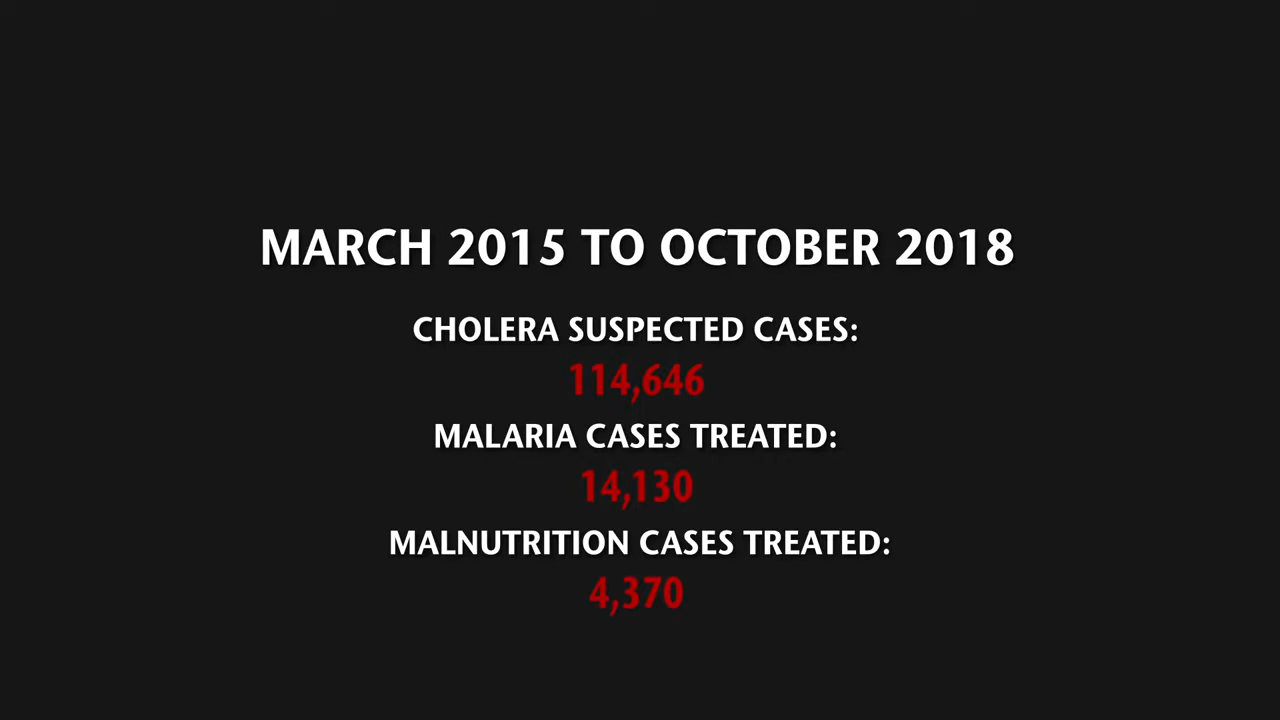 MARCH 2015 TO OCTOBER 2018
CHOLERA SUSPECTED CASES:
114,646
MALARIA CASES TREATED:
14,130
MALNUTRITION CASES TREATED:
4,370